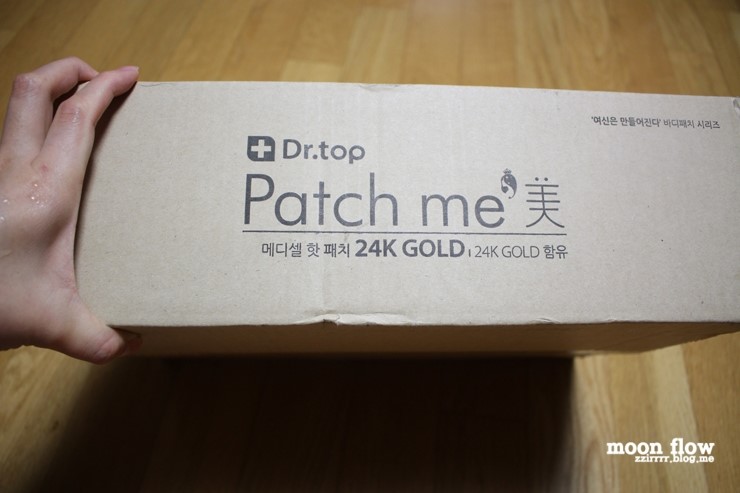 '여신은 만들어진다' 바디패치 시리즈
Dr.top
Patch me 美
메디셀 핫 패치 24K GOLD | 24K GOLD 함유
moon flow
zzirrrr.blog.me